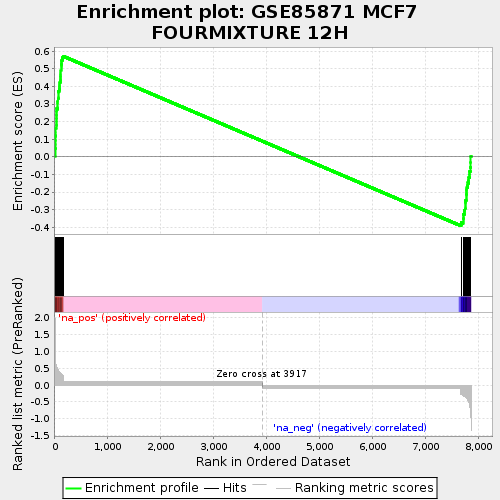 Enrichment plot: GSE85871 MCF7
FOURMIXTURE 12H
Enrichment score (ES)
0.6
0.5
0.4
0.3
0.2
0.1
0.0
-0.1
-0.2
-0.3
-0.4
'na_pos' (positively correlated)
Ranked list metric (PreRanked)
2.0
1.5
1.0
0.5
0.0
-0.5
-1.0
-1.5
Zero cross at 3917
'na_neg' (negatively correlated)
0
1,000
2,000
3,000
4,000
5,000
6,000
7,000
8,000
Rank in Ordered Dataset
Enrichment profile
Hits
Ranking metric scores